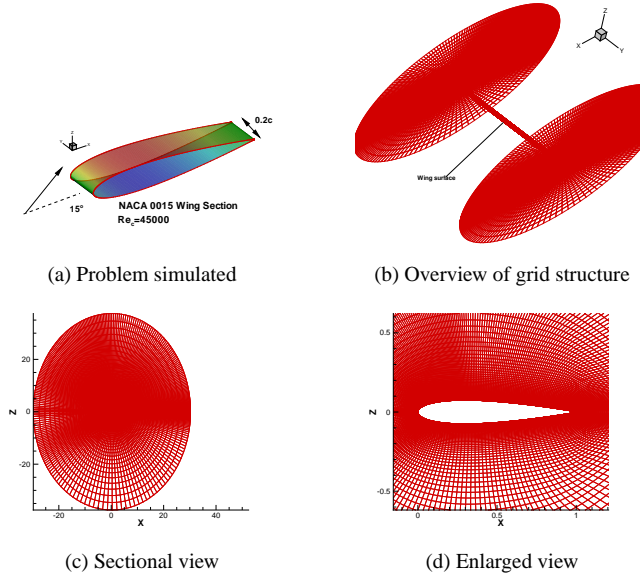 Z
Y
X
0.2c
15°
NACA 0015 Wing Section
Re_c=45000
(a) Problem simulated
Z
X
Y
Wing surface
(b) Overview of grid structure
Z
20
0
-20
-20
0
20
40
X
(c) Sectional view
Z
0.5
0
-0.5
0
0.5
1
X
(d) Enlarged view